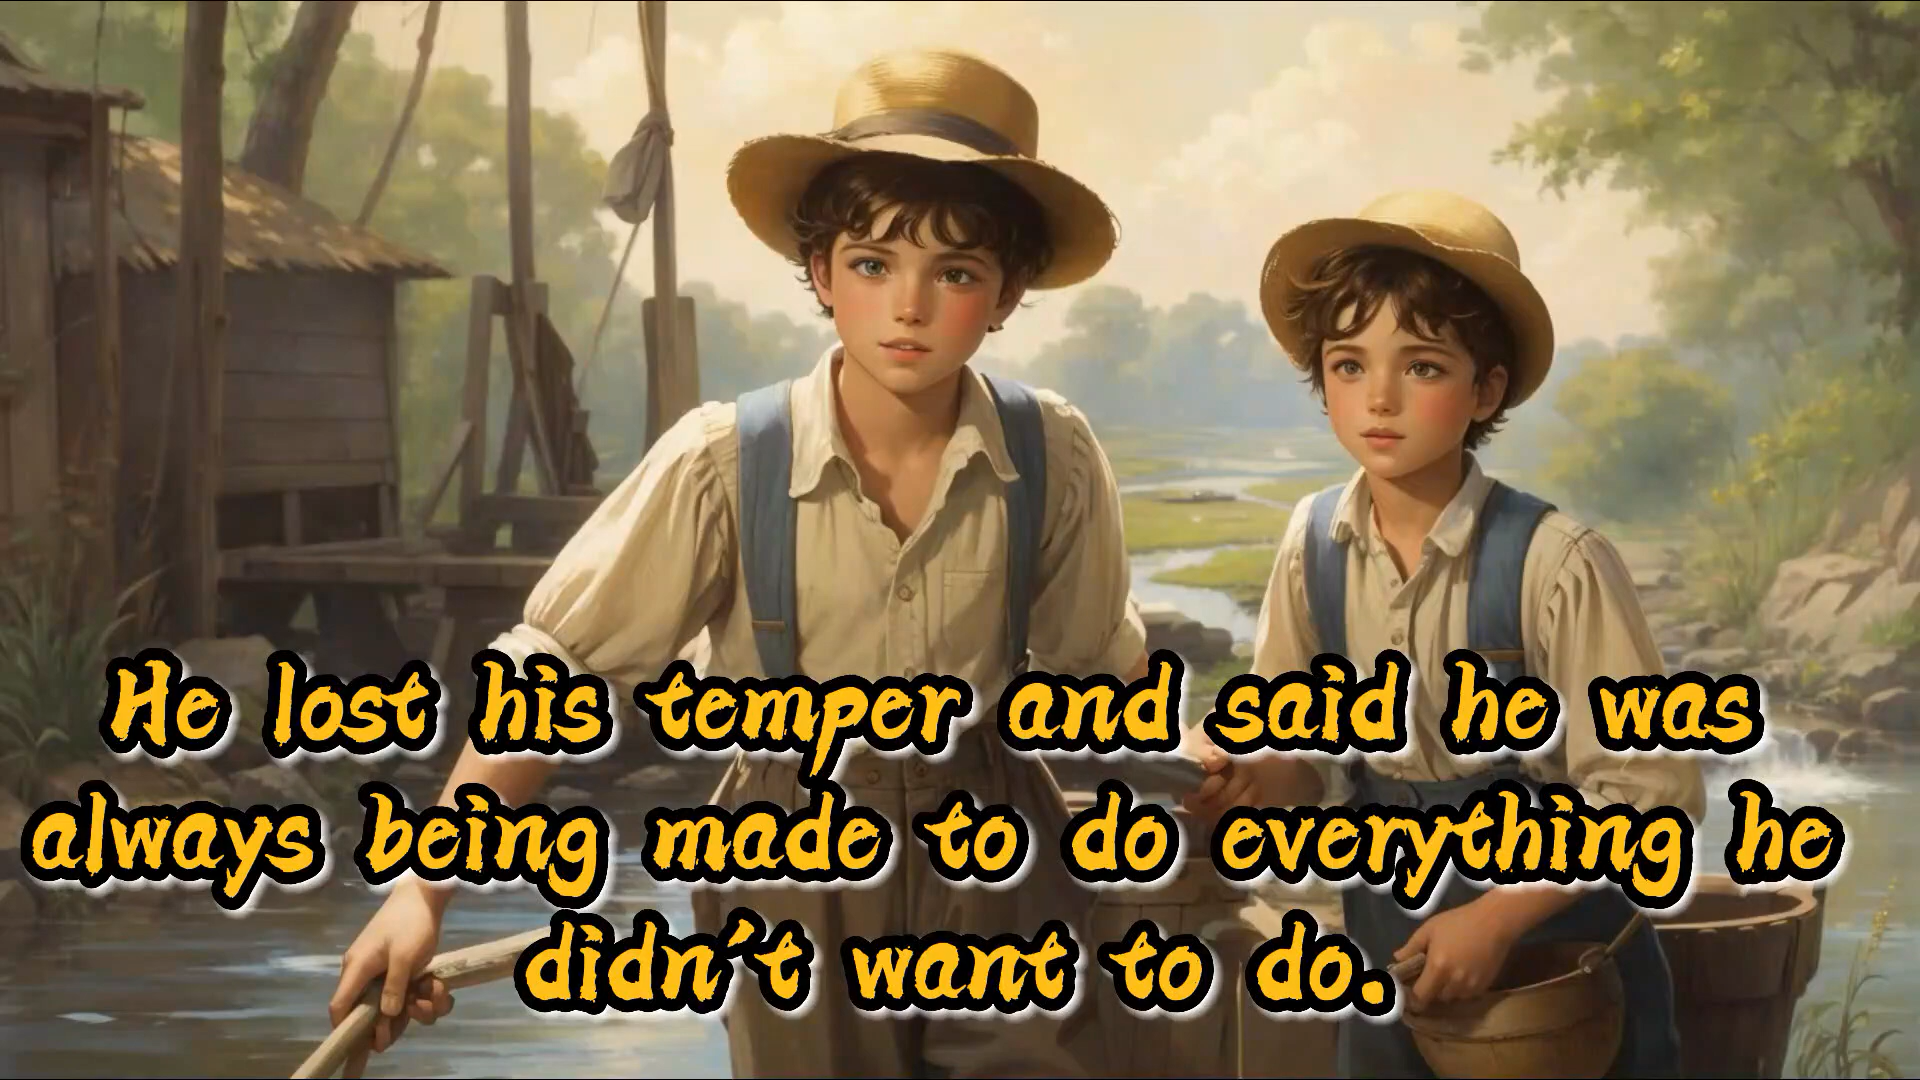 He lost his temper and said he was
always being made to do everything he
didn't want to do.